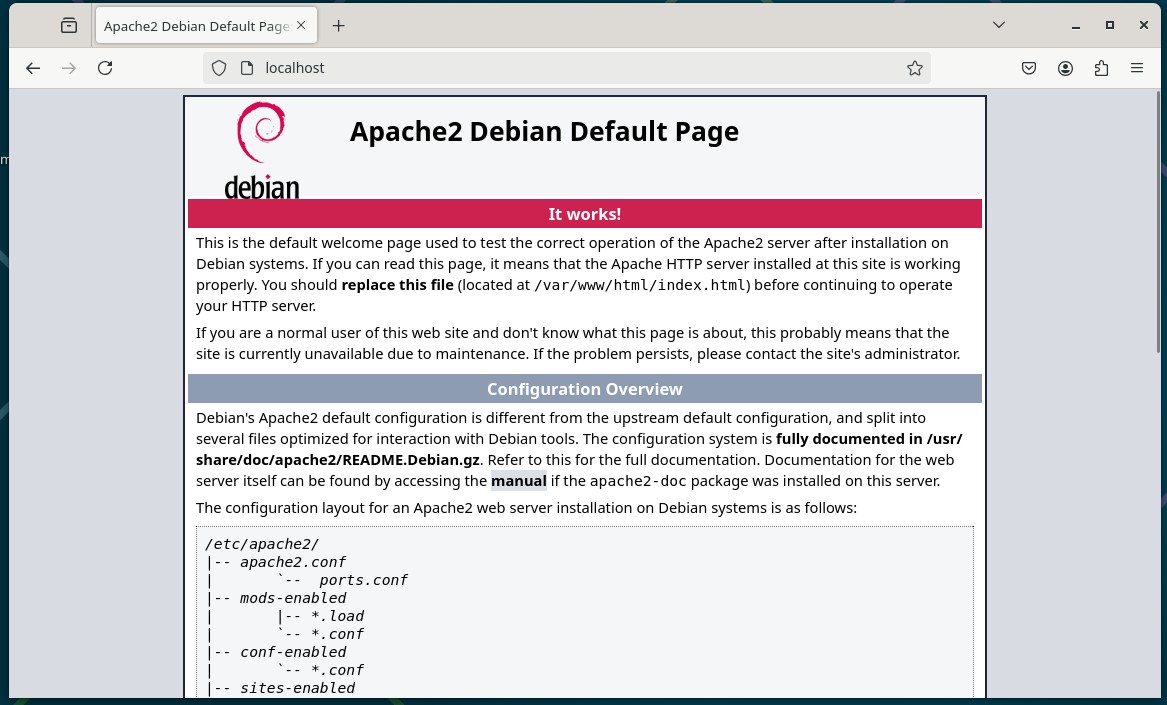 Apache2 Debian Default Page:
localhost
m
debian
Apache2 Debian Default Page
It works!
This is the default welcome page used to test the correct operation of the Apache2 server after installation on
Debian systems. If you can read this page, it means that the Apache HTTP server installed at this site is working
properly. You should replace this file (located at /var/www/html/index.html) before continuing to operate
your HTTP server.
If you are a normal user of this web site and don't know what this page is about, this probably means that the
site is currently unavailable due to maintenance. If the problem persists, please contact the site's administrator.
Configuration Overview
Debian's Apache2 default configuration is different from the upstream default configuration, and split into
several files optimized for interaction with Debian tools. The configuration system is fully documented in /usr/
share/doc/apache2/README.Debian.gz. Refer to this for the full documentation. Documentation for the web
server itself can be found by accessing the manual if the apache2-doc package was installed on this server.
The configuration layout for an Apache2 web server installation on Debian systems is as follows:
/etc/apache2/
|-- apache2.conf
|       `--  ports.conf
|-- mods-enabled
|       |-- *.load
|       `-- *.conf
|-- conf-enabled
|       `-- *.conf
|-- sites-enabled